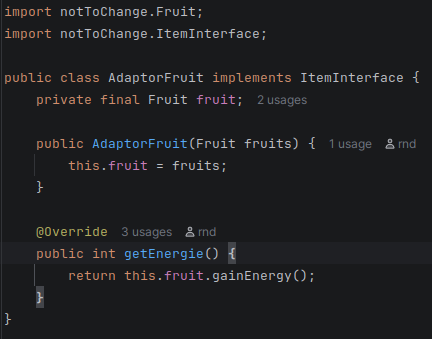 import notToChange.Fruit;
import notToChange.ItemInterface;
public class AdaptorFruit implements ItemInterface {
private final Fruit fruit; 2 usages
public AdaptorFruit(Fruit fruits) { 1 usage rnd
this.fruit = fruits;
}
@Override 3 usages rnd
public int getEnergie() {
return this.fruit.gainEnergy();
}
}